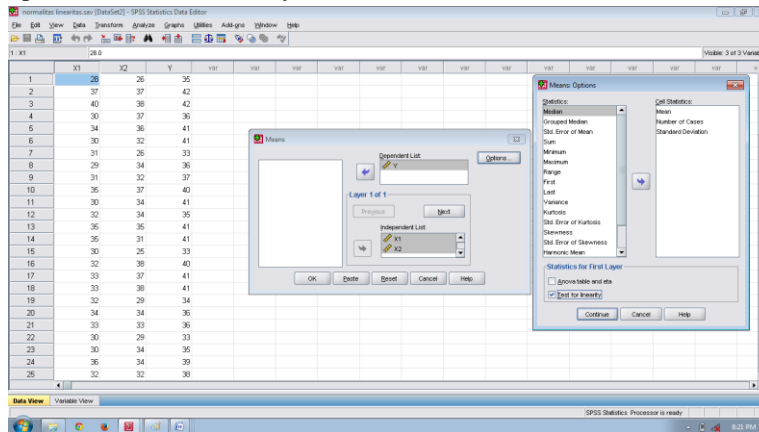 normalitas linearitas.sav [DataSet2] - SPSS Statistics Data Editor
File Edit View Data Transform Analyze Graphs Utilities Add-ons Window Help
1 : X1 28.0 Visible: 3 of 3 Variabl
X1 X2 Y var var var var var var var var var var var var
1 28 26 35
2 37 37 42
3 40 38 42
4 30 37 36
5 34 36 41
6 30 32 41
7 31 26 33
8 29 34 36
9 31 32 37
10 35 37 40
11 30 34 41
12 32 34 35
13 35 35 41
14 35 31 41
15 30 25 33
16 32 38 40
17 33 37 41
18 33 38 41
19 32 29 34
20 34 34 36
21 33 33 36
22 30 29 33
23 30 34 35
24 36 34 39
25 32 32 38
Means
Dependent List:
Y
Options...
Layer 1 of 1
Previous Next
Independent List:
X1
X2
OK Paste Reset Cancel Help
Means: Options
Statistics: Cell Statistics:
Median Mean
Grouped Median Number of Cases
Std. Error of Mean Standard Deviation
Sum
Minimum
Maximum
Range
First
Last
Variance
Kurtosis
Std. Error of Kurtosis
Skewness
Std. Error of Skewness
Harmonic Mean
Statistics for First Layer
Anova table and eta
Test for linearity
Continue Cancel Help
Data View Variable View
SPSS Statistics Processor is ready
8:21 PM